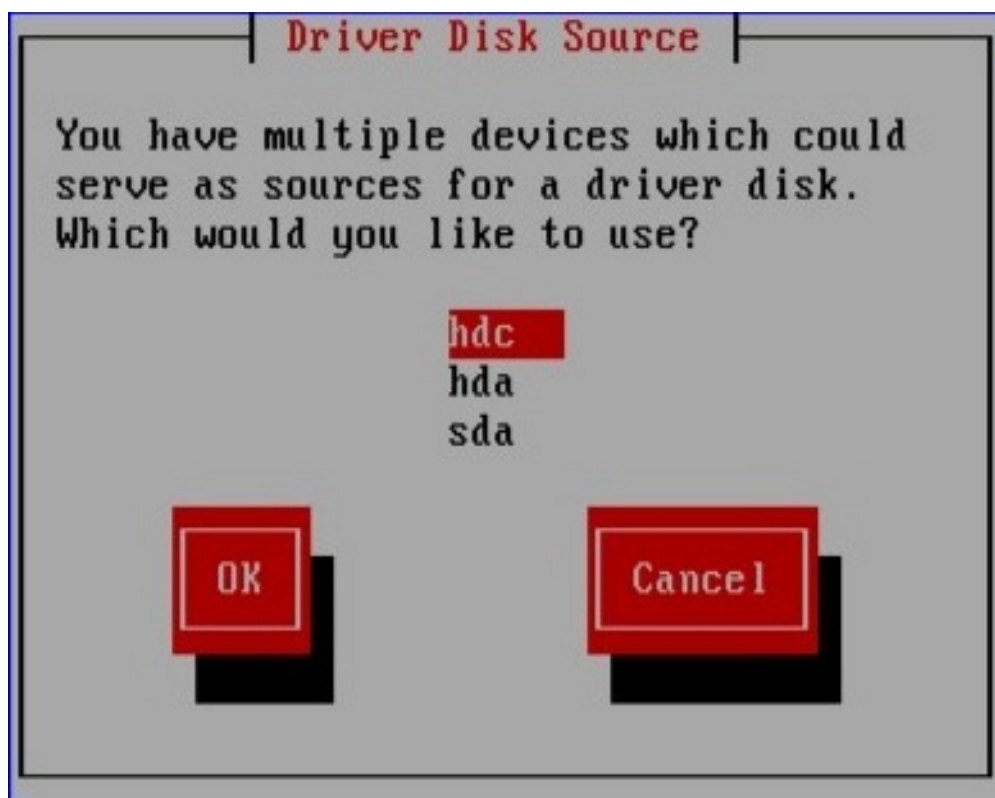 Driver Disk Source
You have multiple devices which could
serve as sources for a driver disk.
Which would you like to use?
hdc
hda
sda
OK Cancel